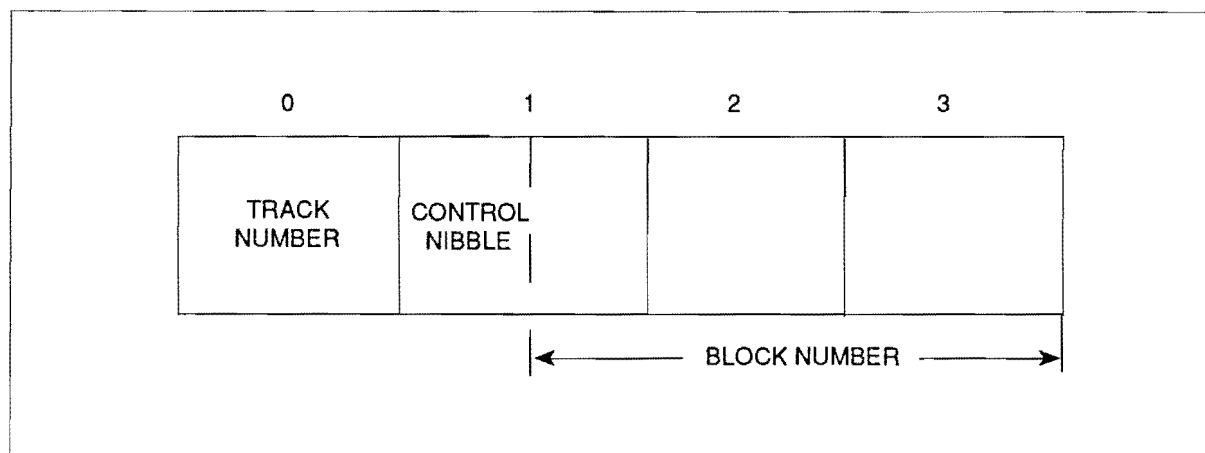 0 1 2 3
TRACK
NUMBER
CONTROL
NIBBLE
BLOCK NUMBER